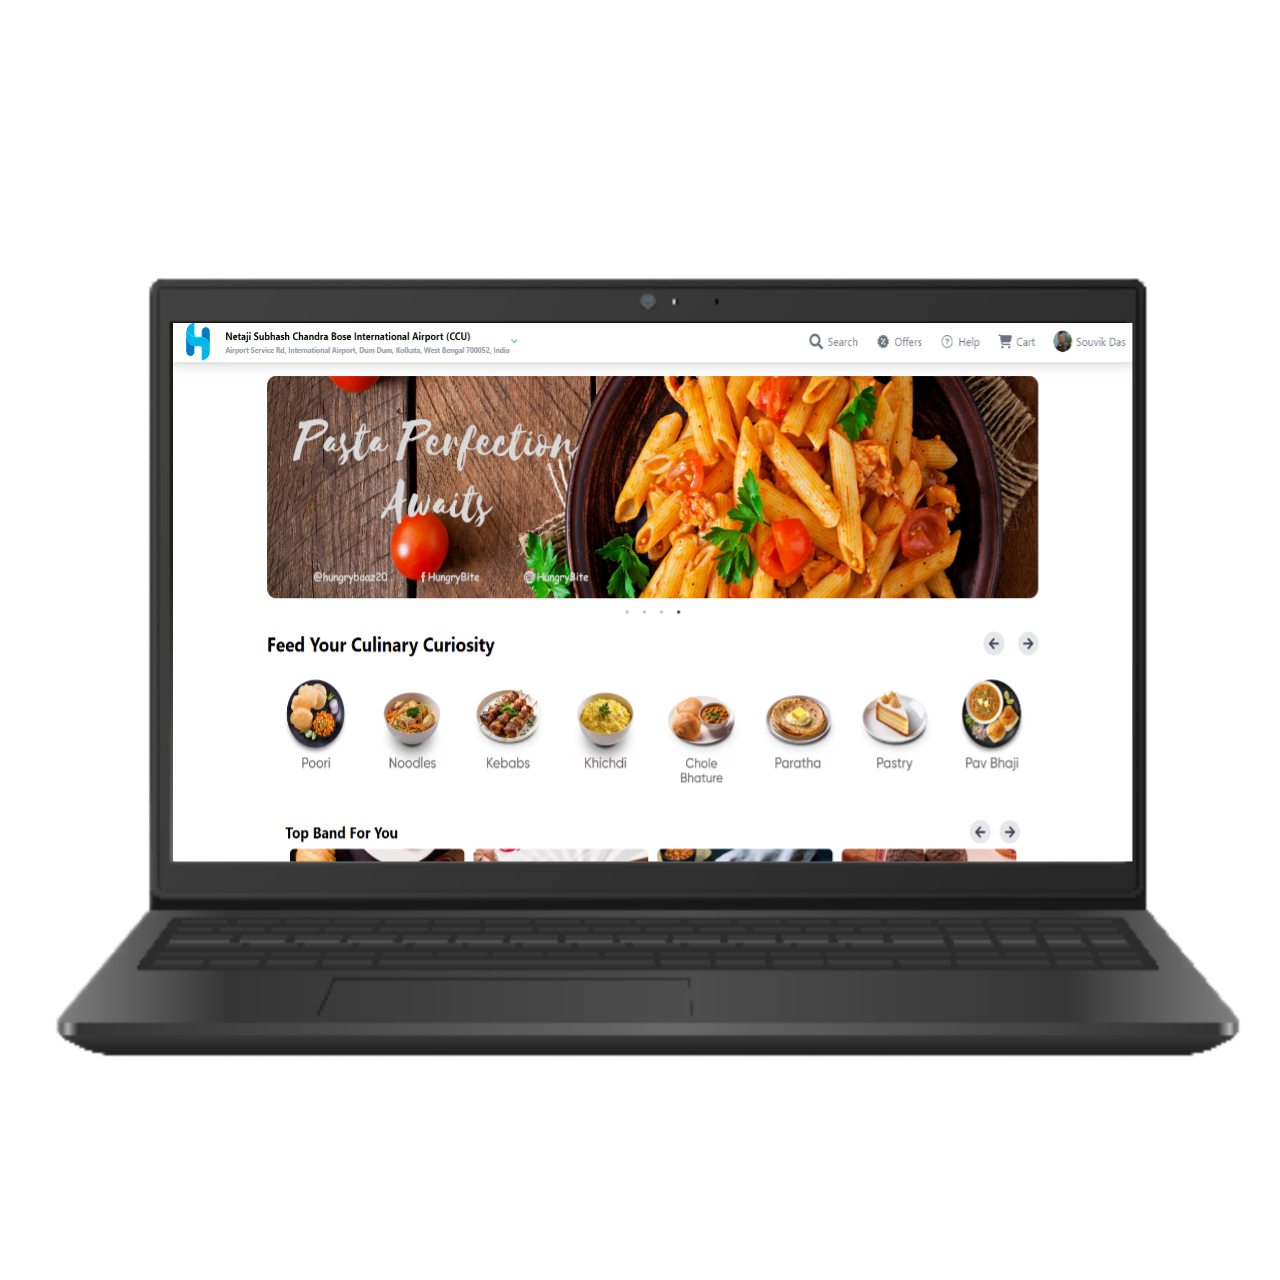 Netaji Subhash Chandra Bose International Airport (CCU)
Airport Service Rd, International Airport, Dum Dum, Kolkata, West Bengal 700052, India
Search
Offers
Help
Cart
Souvik Das
Pasta Perfection
Awaits
@hungrybaaz20
HungryBite
HungryBite
Feed Your Culinary Curiosity
Poori
Noodles
Kebabs
Khichdi
Chole
Bhature
Paratha
Pastry
Pav Bhaji
Top Band For You